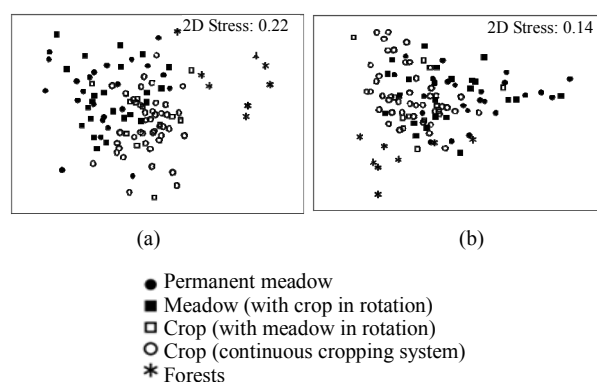 2D Stress: 0.22
2D Stress: 0.14
(a)
(b)
Permanent meadow
Meadow (with crop in rotation)
Crop (with meadow in rotation)
Crop (continuous cropping system)
Forests